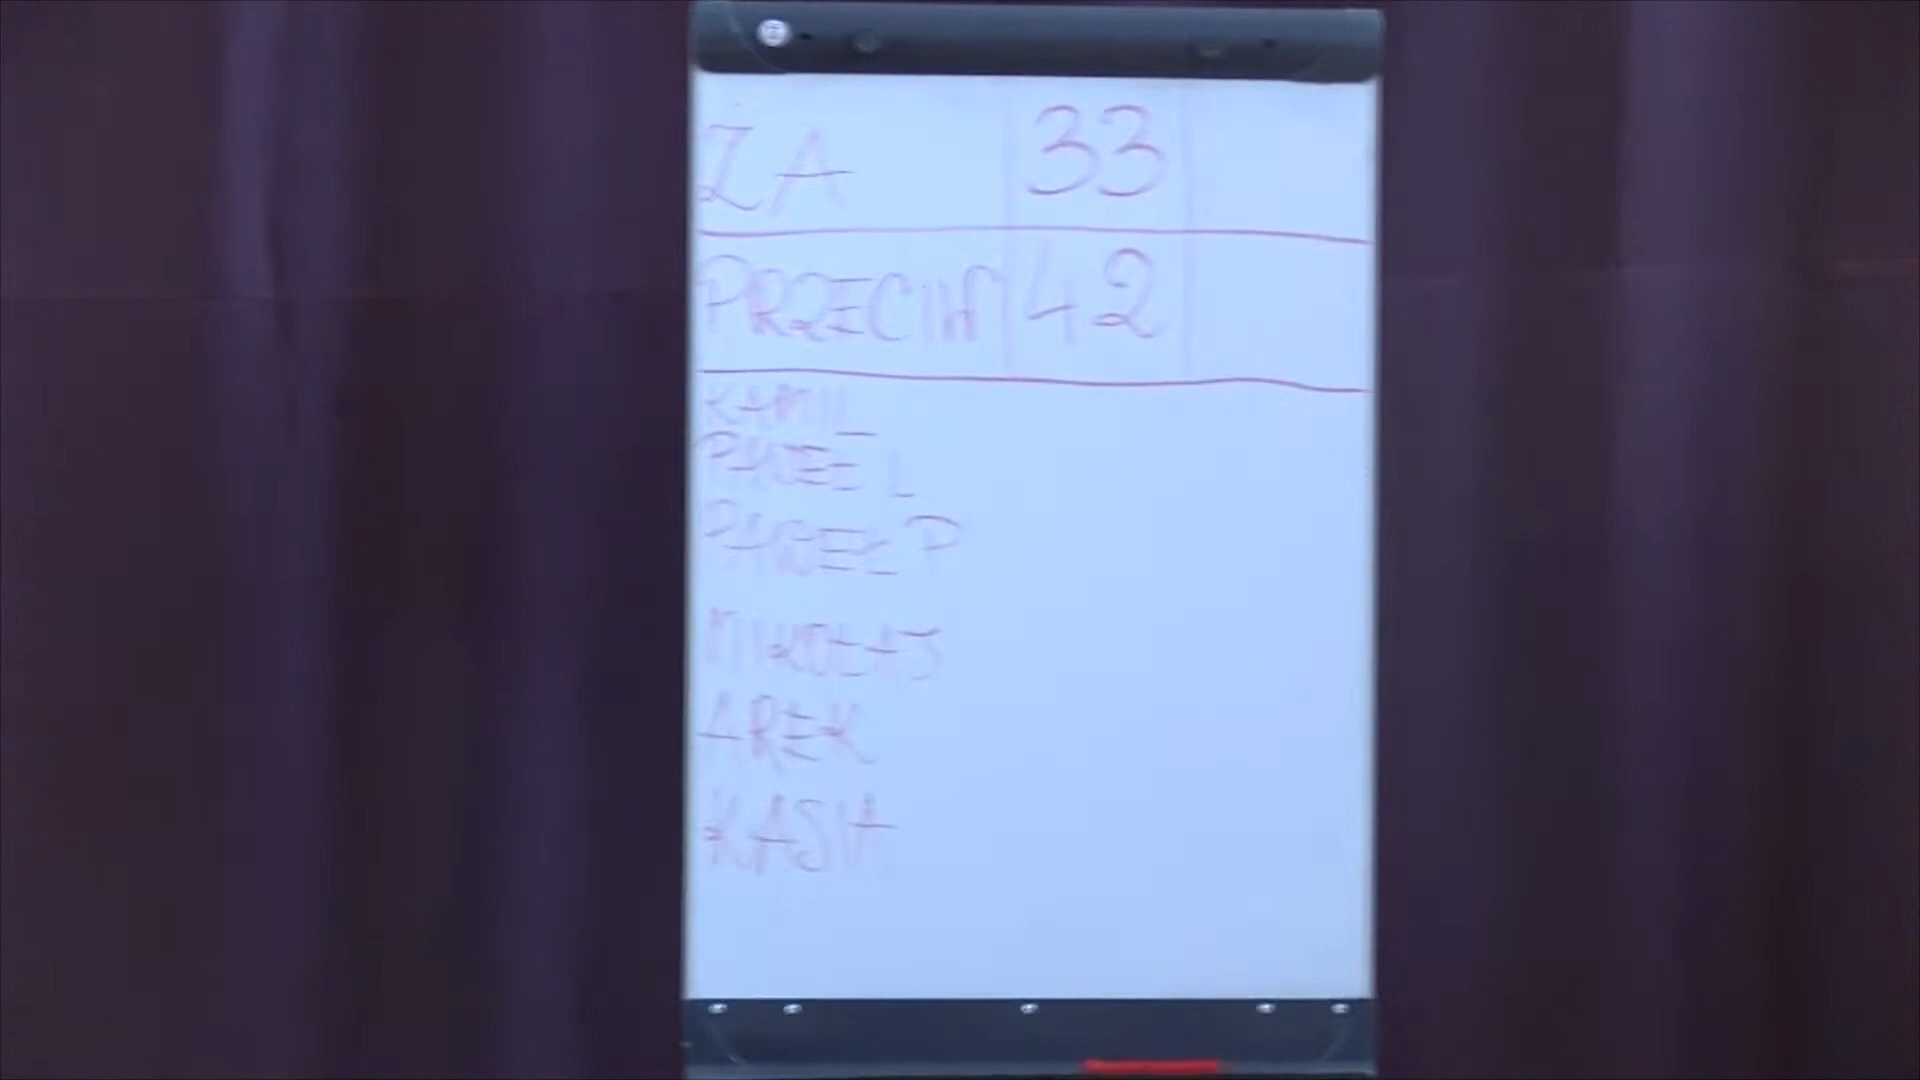 ZA 33
PRZECIW 42
KAMIL
PAWEŁ L
PAWEŁ P
MIKOŁAJ
AREK
KASIA